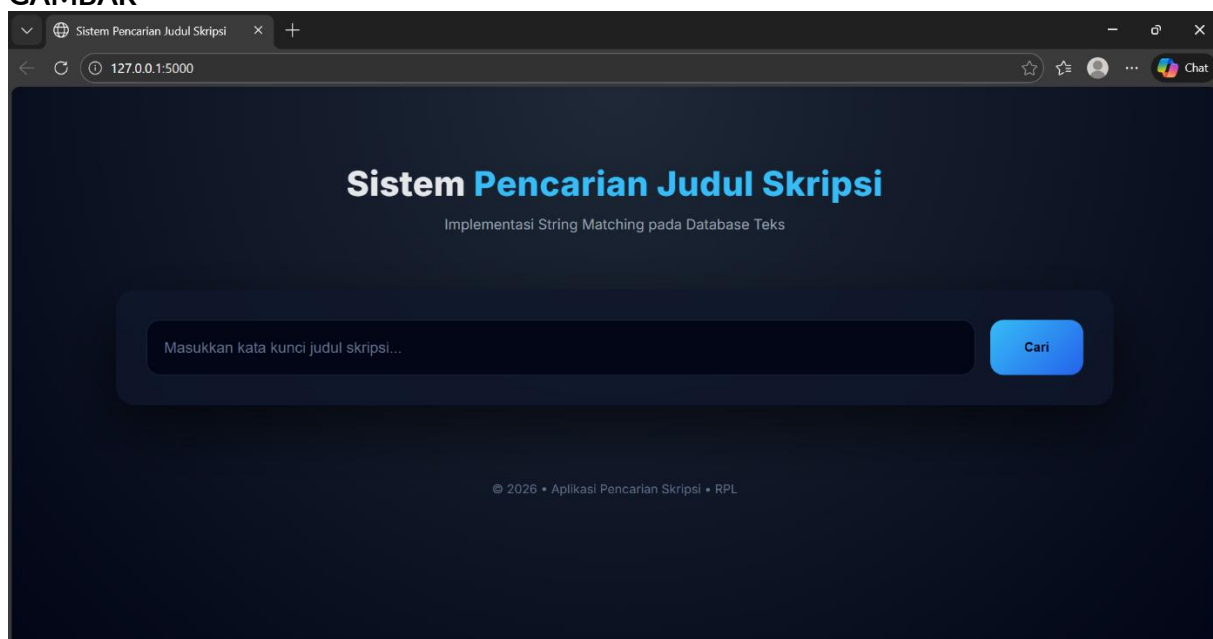 GAMBAR
Sistem Pencarian Judul Skripsi
127.0.0.1:5000
Chat
Sistem Pencarian Judul Skripsi
Implementasi String Matching pada Database Teks
Masukkan kata kunci judul skripsi...
Cari
© 2026 • Aplikasi Pencarian Skripsi • RPL